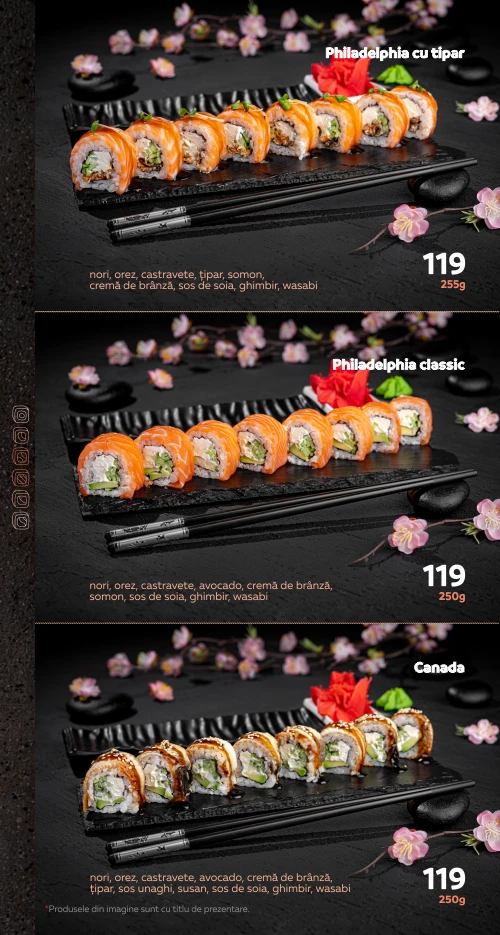 Philadelphia cu țipar
119
255g
nori, orez, castravete, țipar, somon,
cremă de brânză, sos de soia, ghimbir, wasabi
Philadelphia classic
119
250g
nori, orez, castravete, avocado, cremă de brânză,
somon, sos de soia, ghimbir, wasabi
Canada
119
250g
nori, orez, castravete, avocado, cremă de brânză,
țipar, sos unaghi, susan, sos de soia, ghimbir, wasabi
*Produsele din imagine sunt cu titlu de prezentare.